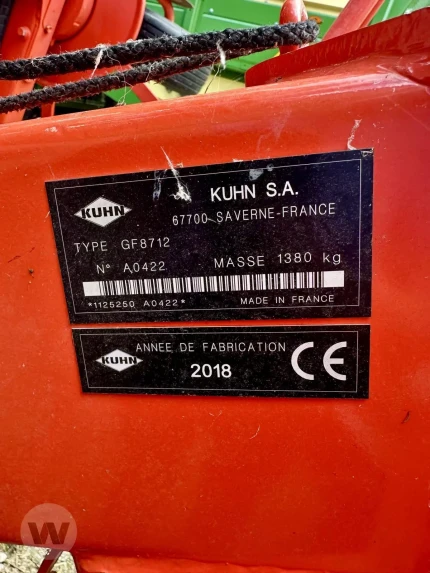 KUHN
KUHN S.A.
67700 SAVERNE-FRANCE
TYPE GF8712
N° A0422 MASSE 1380 kg
*1125250 A0422*
MADE IN FRANCE
KUHN
ANNEE DE FABRICATION
2018
CE
W